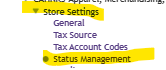 Store Settings
General
Tax Source
Tax Account Codes
Status Management